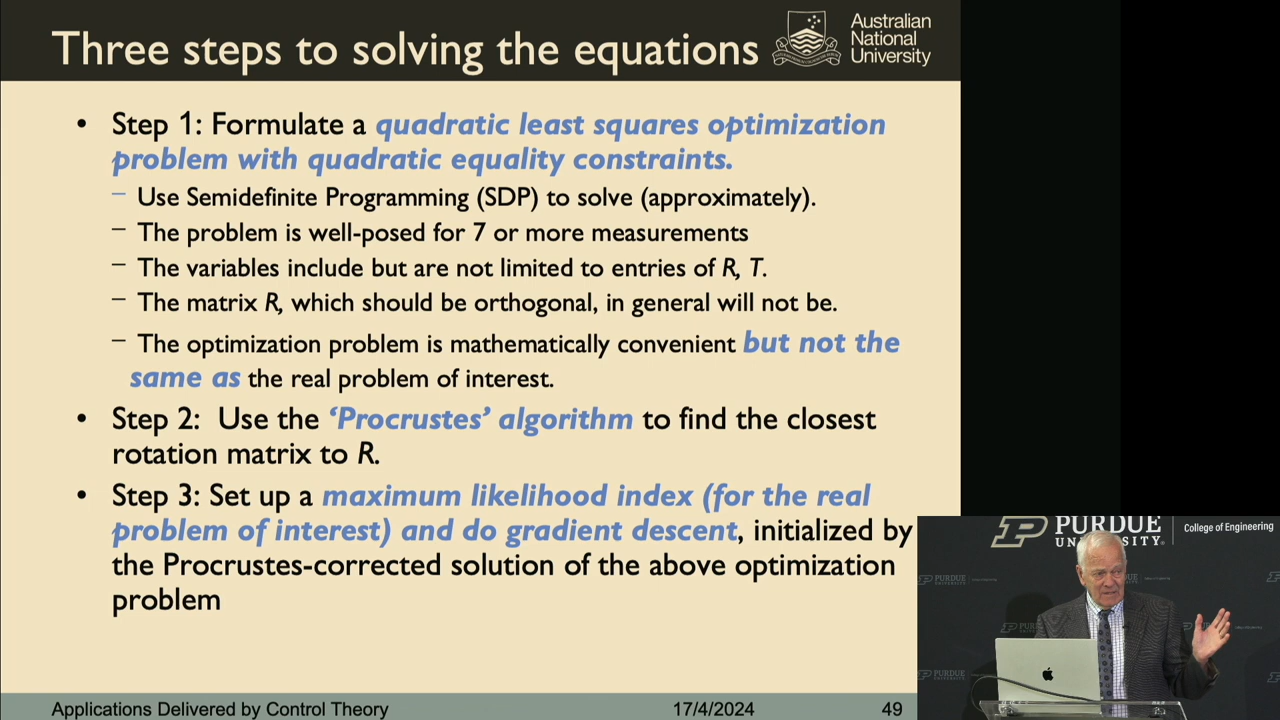 Three steps to solving the equations
Australian
National
University
• Step 1: Formulate a quadratic least squares optimization
problem with quadratic equality constraints.
– Use Semidefinite Programming (SDP) to solve (approximately).
– The problem is well-posed for 7 or more measurements
– The variables include but are not limited to entries of R, T.
– The matrix R, which should be orthogonal, in general will not be.
– The optimization problem is mathematically convenient but not the
same as the real problem of interest.
• Step 2: Use the ‘Procrustes’ algorithm to find the closest
rotation matrix to R.
• Step 3: Set up a maximum likelihood index (for the real
problem of interest) and do gradient descent, initialized by
the Procrustes-corrected solution of the above optimization
problem
Applications Delivered by Control Theory
17/4/2024
49
PURDUE
UNIVERSITY®
College of Engineering